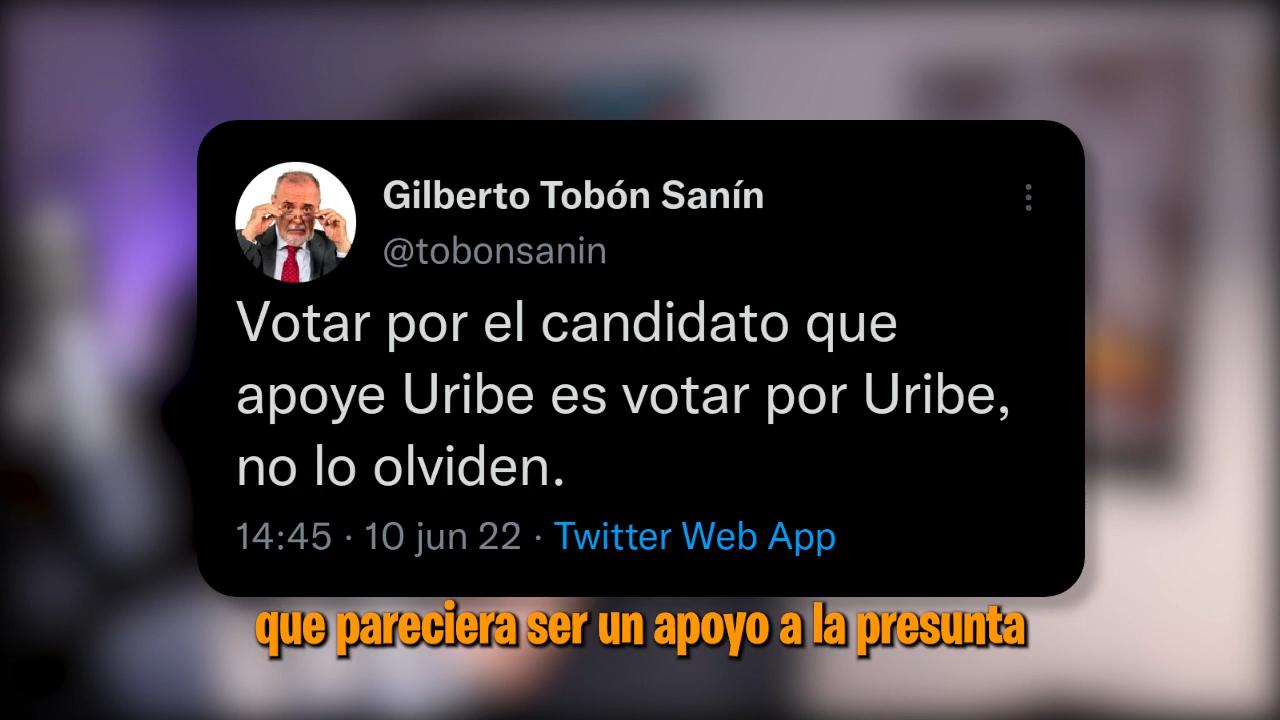 Gilberto Tobón Sanín
@tobonsanin
Votar por el candidato que
apoye Uribe es votar por Uribe,
no lo olviden.
14:45 · 10 jun 22 · Twitter Web App
que pareciera ser un apoyo a la presunta